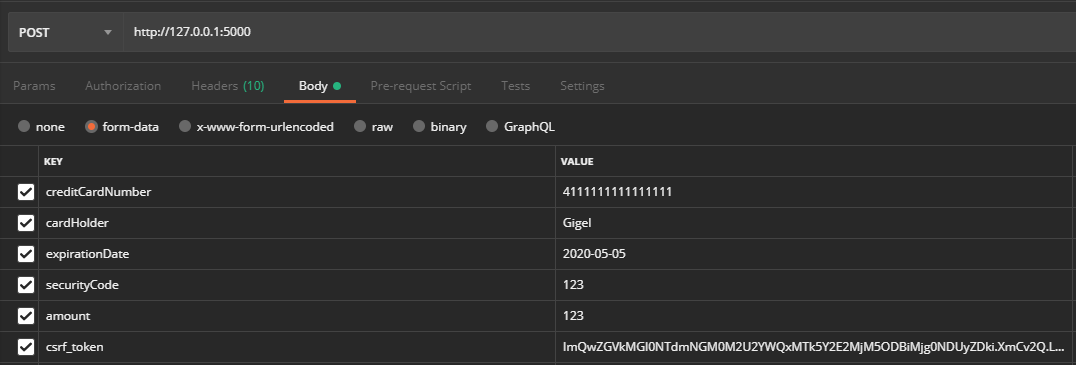 POST http://127.0.0.1:5000
Params Authorization Headers (10) Body Pre-request Script Tests Settings
none form-data x-www-form-urlencoded raw binary GraphQL
KEY VALUE
creditCardNumber 4111111111111111
cardHolder Gigel
expirationDate 2020-05-05
securityCode 123
amount 123
csrf_token ImQwZGVkMGI0NTdmNGM0M2U2YWQxMTk5Y2E2MjM5ODBiMjg0NDUyZDki.XmCv2Q.L...